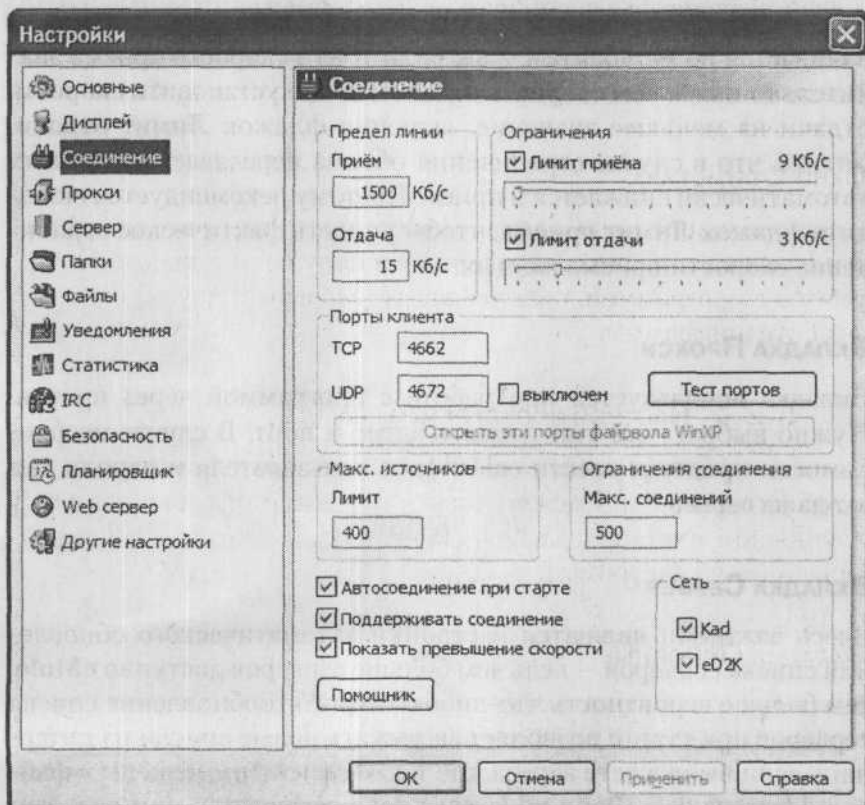 Настройки
Основные
Дисплей
Соединение
Прокси
Сервер
Папки
Файлы
Уведомления
Статистика
IRC
Безопасность
Планировщик
Web сервер
Другие настройки
Соединение
Предел линии
Приём
1500 Кб/с
Отдача
15 Кб/с
Ограничения
Лимит приёма 9 Кб/с
Лимит отдачи 3 Кб/с
Порты клиента
TCP 4662
UDP 4672 выключен Тест портов
Открыть эти порты файрвола WinXP
Макс. источников
Лимит
400
Ограничения соединения
Макс. соединений
500
Автосоединение при старте
Поддерживать соединение
Показать превышение скорости
Помощник
Сеть
Kad
eD2K
OK Отмена Применить Справка